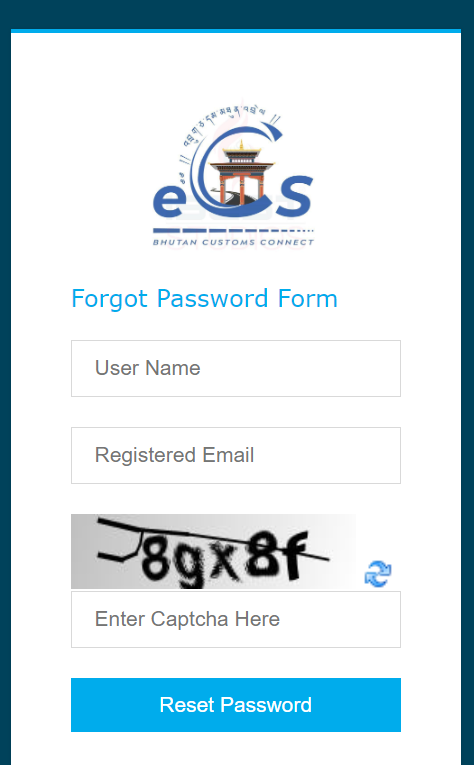 eCS
BHUTAN CUSTOMS CONNECT
Forgot Password Form
User Name
Registered Email
8gx8f
Enter Captcha Here
Reset Password